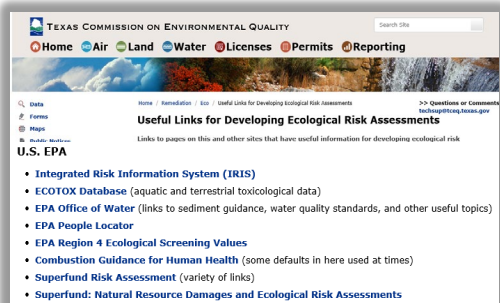 TEXAS COMMISSION ON ENVIRONMENTAL QUALITY
Search Site
Home Air Land Water Licenses Permits Reporting
Data
Forms
Maps
Public Notices
Home / Remediation / Eco / Useful Links for Developing Ecological Risk Assessments
>> Questions or Comments
techsup@tceq.texas.gov
Useful Links for Developing Ecological Risk Assessments
Links to pages on this and other sites that have useful information for developing ecological risk
U.S. EPA
• Integrated Risk Information System (IRIS)
• ECOTOX Database (aquatic and terrestrial toxicological data)
• EPA Office of Water (links to sediment guidance, water quality standards, and other useful topics)
• EPA People Locator
• EPA Region 4 Ecological Screening Values
• Combustion Guidance for Human Health (some defaults in here used at times)
• Superfund Risk Assessment (variety of links)
• Superfund: Natural Resource Damages and Ecological Risk Assessments